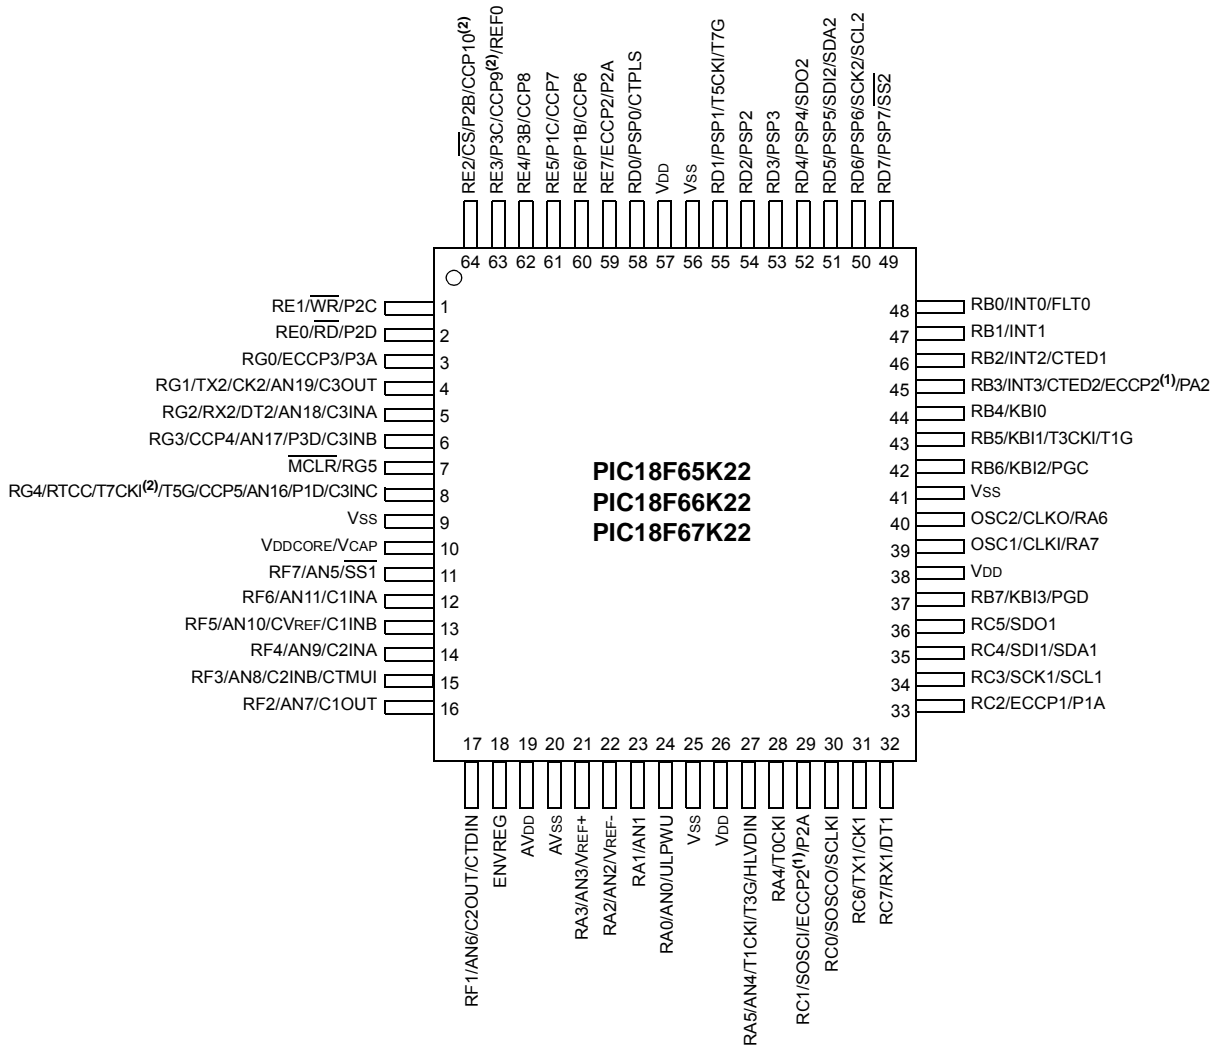 RE2/CS/P2B/CCP10(2)
RE3/P3C/CCP9(2)/REF0
RE4/P3B/CCP8
RE5/P1C/CCP7
RE6/P1B/CCP6
RE7/ECCP2/P2A
RD0/PSP0/CTPLS
VDD
VSS
RD1/PSP1/T5CKI/T7G
RD2/PSP2
RD3/PSP3
RD4/PSP4/SDO2
RD5/PSP5/SDI2/SDA2
RD6/PSP6/SCK2/SCL2
RD7/PSP7/SS2
64 63 62 61 60 59 58 57 56 55 54 53 52 51 50 49
RE1/WR/P2C 1
RE0/RD/P2D 2
RG0/ECCP3/P3A 3
RG1/TX2/CK2/AN19/C3OUT 4
RG2/RX2/DT2/AN18/C3INA 5
RG3/CCP4/AN17/P3D/C3INB 6
MCLR/RG5 7
RG4/RTCC/T7CKI(2)/T5G/CCP5/AN16/P1D/C3INC 8
VSS 9
VDDCORE/VCAP 10
RF7/AN5/SS1 11
RF6/AN11/C1INA 12
RF5/AN10/CVREF/C1INB 13
RF4/AN9/C2INA 14
RF3/AN8/C2INB/CTMUI 15
RF2/AN7/C1OUT 16
PIC18F65K22
PIC18F66K22
PIC18F67K22
48 RB0/INT0/FLT0
47 RB1/INT1
46 RB2/INT2/CTED1
45 RB3/INT3/CTED2/ECCP2(1)/PA2
44 RB4/KBI0
43 RB5/KBI1/T3CKI/T1G
42 RB6/KBI2/PGC
41 VSS
40 OSC2/CLKO/RA6
39 OSC1/CLKI/RA7
38 VDD
37 RB7/KBI3/PGD
36 RC5/SDO1
35 RC4/SDI1/SDA1
34 RC3/SCK1/SCL1
33 RC2/ECCP1/P1A
17 18 19 20 21 22 23 24 25 26 27 28 29 30 31 32
RF1/AN6/C2OUT/CTDIN
ENVREG
AVDD
AVSS
RA3/AN3/VREF+
RA2/AN2/VREF-
RA1/AN1
RA0/AN0/ULPWU
VSS
VDD
RA5/AN4/T1CKI/T3G/HLVDIN
RA4/T0CKI
RC1/SOSCI/ECCP2(1)/P2A
RC0/SOSCO/SCLKI
RC6/TX1/CK1
RC7/RX1/DT1